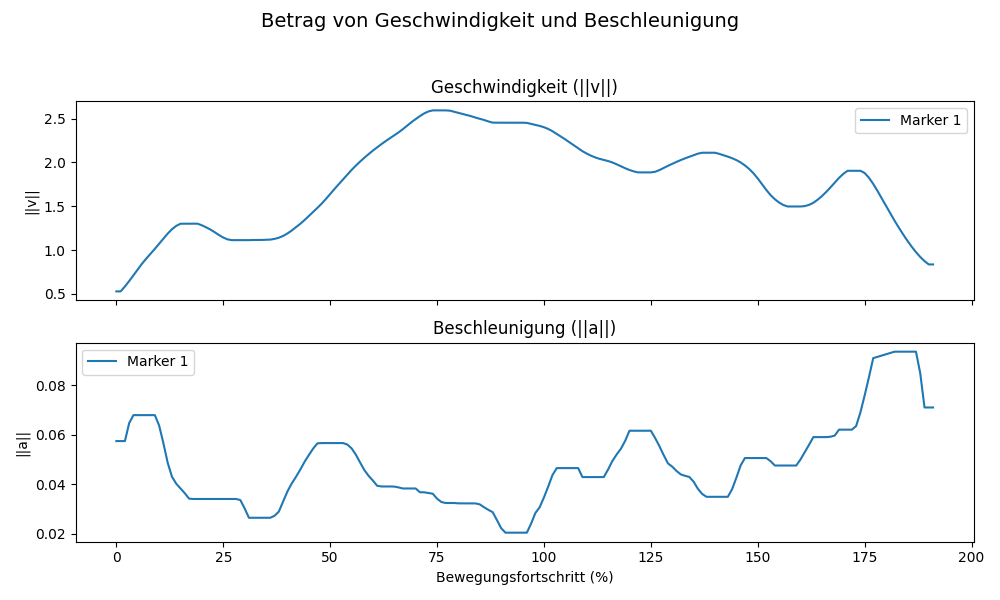 Betrag von Geschwindigkeit und Beschleunigung
Geschwindigkeit (||v||)
2.5
2.0
1.5
1.0
0.5
||v||
Marker 1
Beschleunigung (||a||)
0.08
0.06
0.04
0.02
||a||
Marker 1
0 25 50 75 100 125 150 175 200
Bewegungsfortschritt (%)